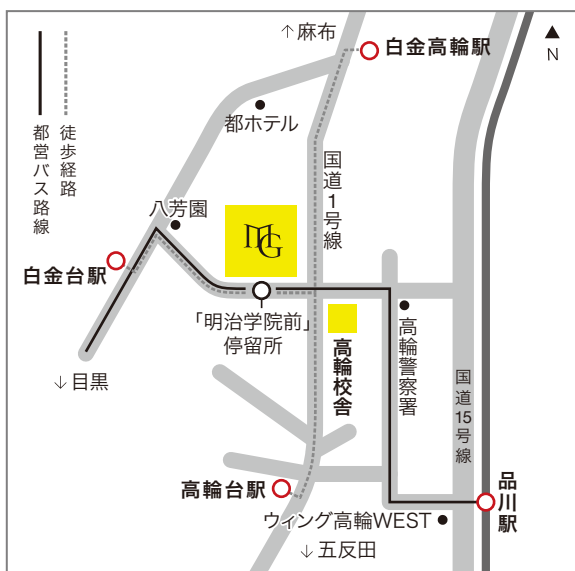 ↑麻布
白金高輪駅
N
都営バス路線
徒歩経路
都ホテル
国道1号線
八芳園
MG
白金台駅
「明治学院前」
停留所
高輪校舎
高輪警察署
国道15号線
↓目黒
高輪台駅
品川駅
ウィング高輪WEST
↓五反田